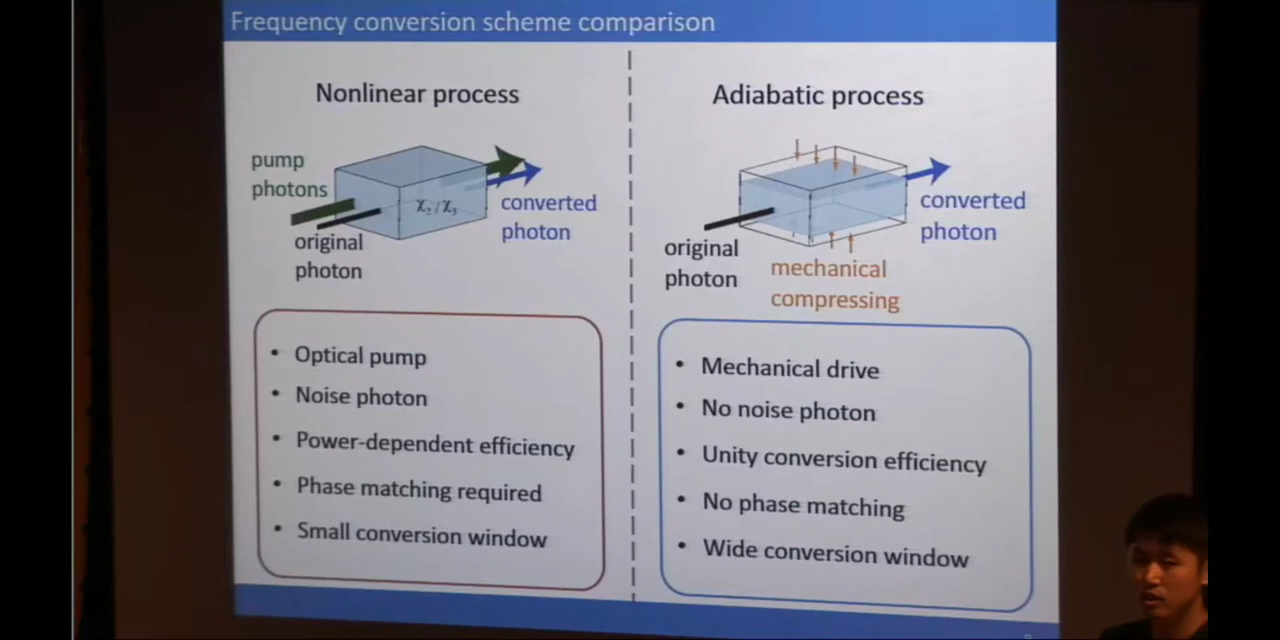 Frequency conversion scheme comparison
Nonlinear process
pump
photons
χ₂/χ₃
original
photon
converted
photon
Optical pump
Noise photon
Power-dependent efficiency
Phase matching required
Small conversion window
Adiabatic process
original
photon
mechanical
compressing
converted
photon
Mechanical drive
No noise photon
Unity conversion efficiency
No phase matching
Wide conversion window